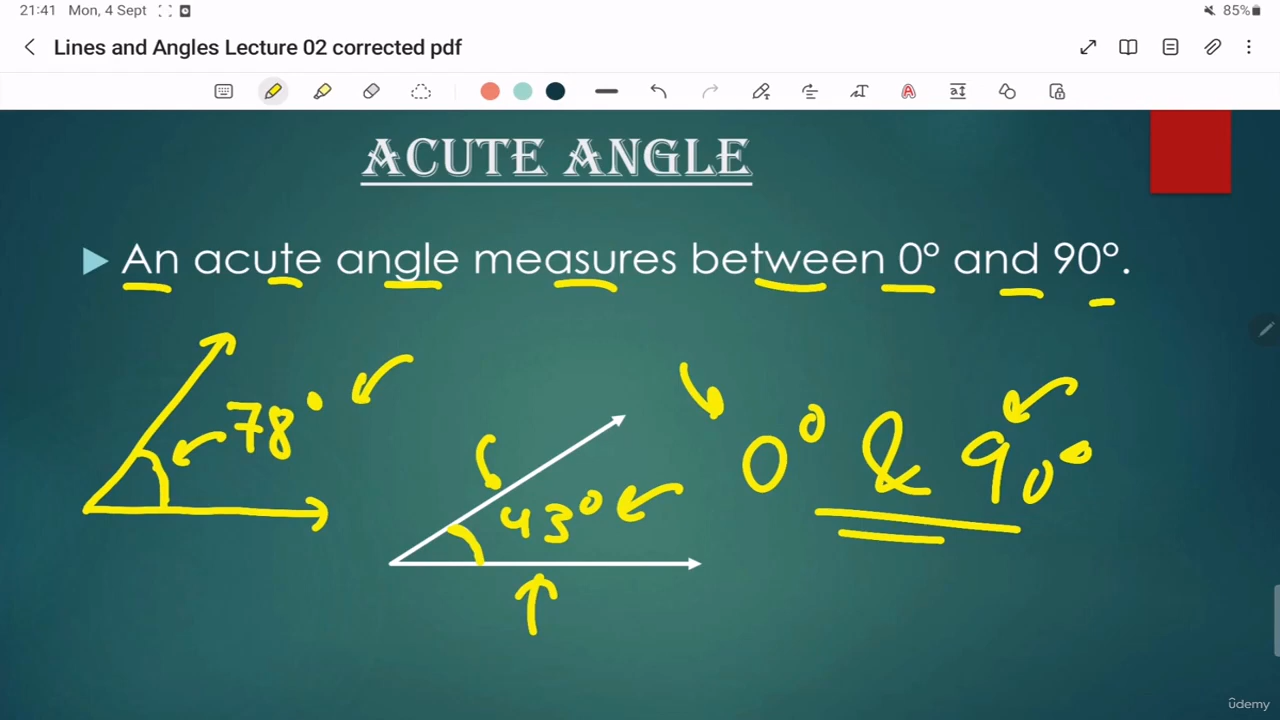 21:41 Mon, 4 Sept 85%
Lines and Angles Lecture 02 corrected pdf
ACUTE ANGLE
An acute angle measures between 0° and 90°.
78°
43°
0° & 90°
ûdemy